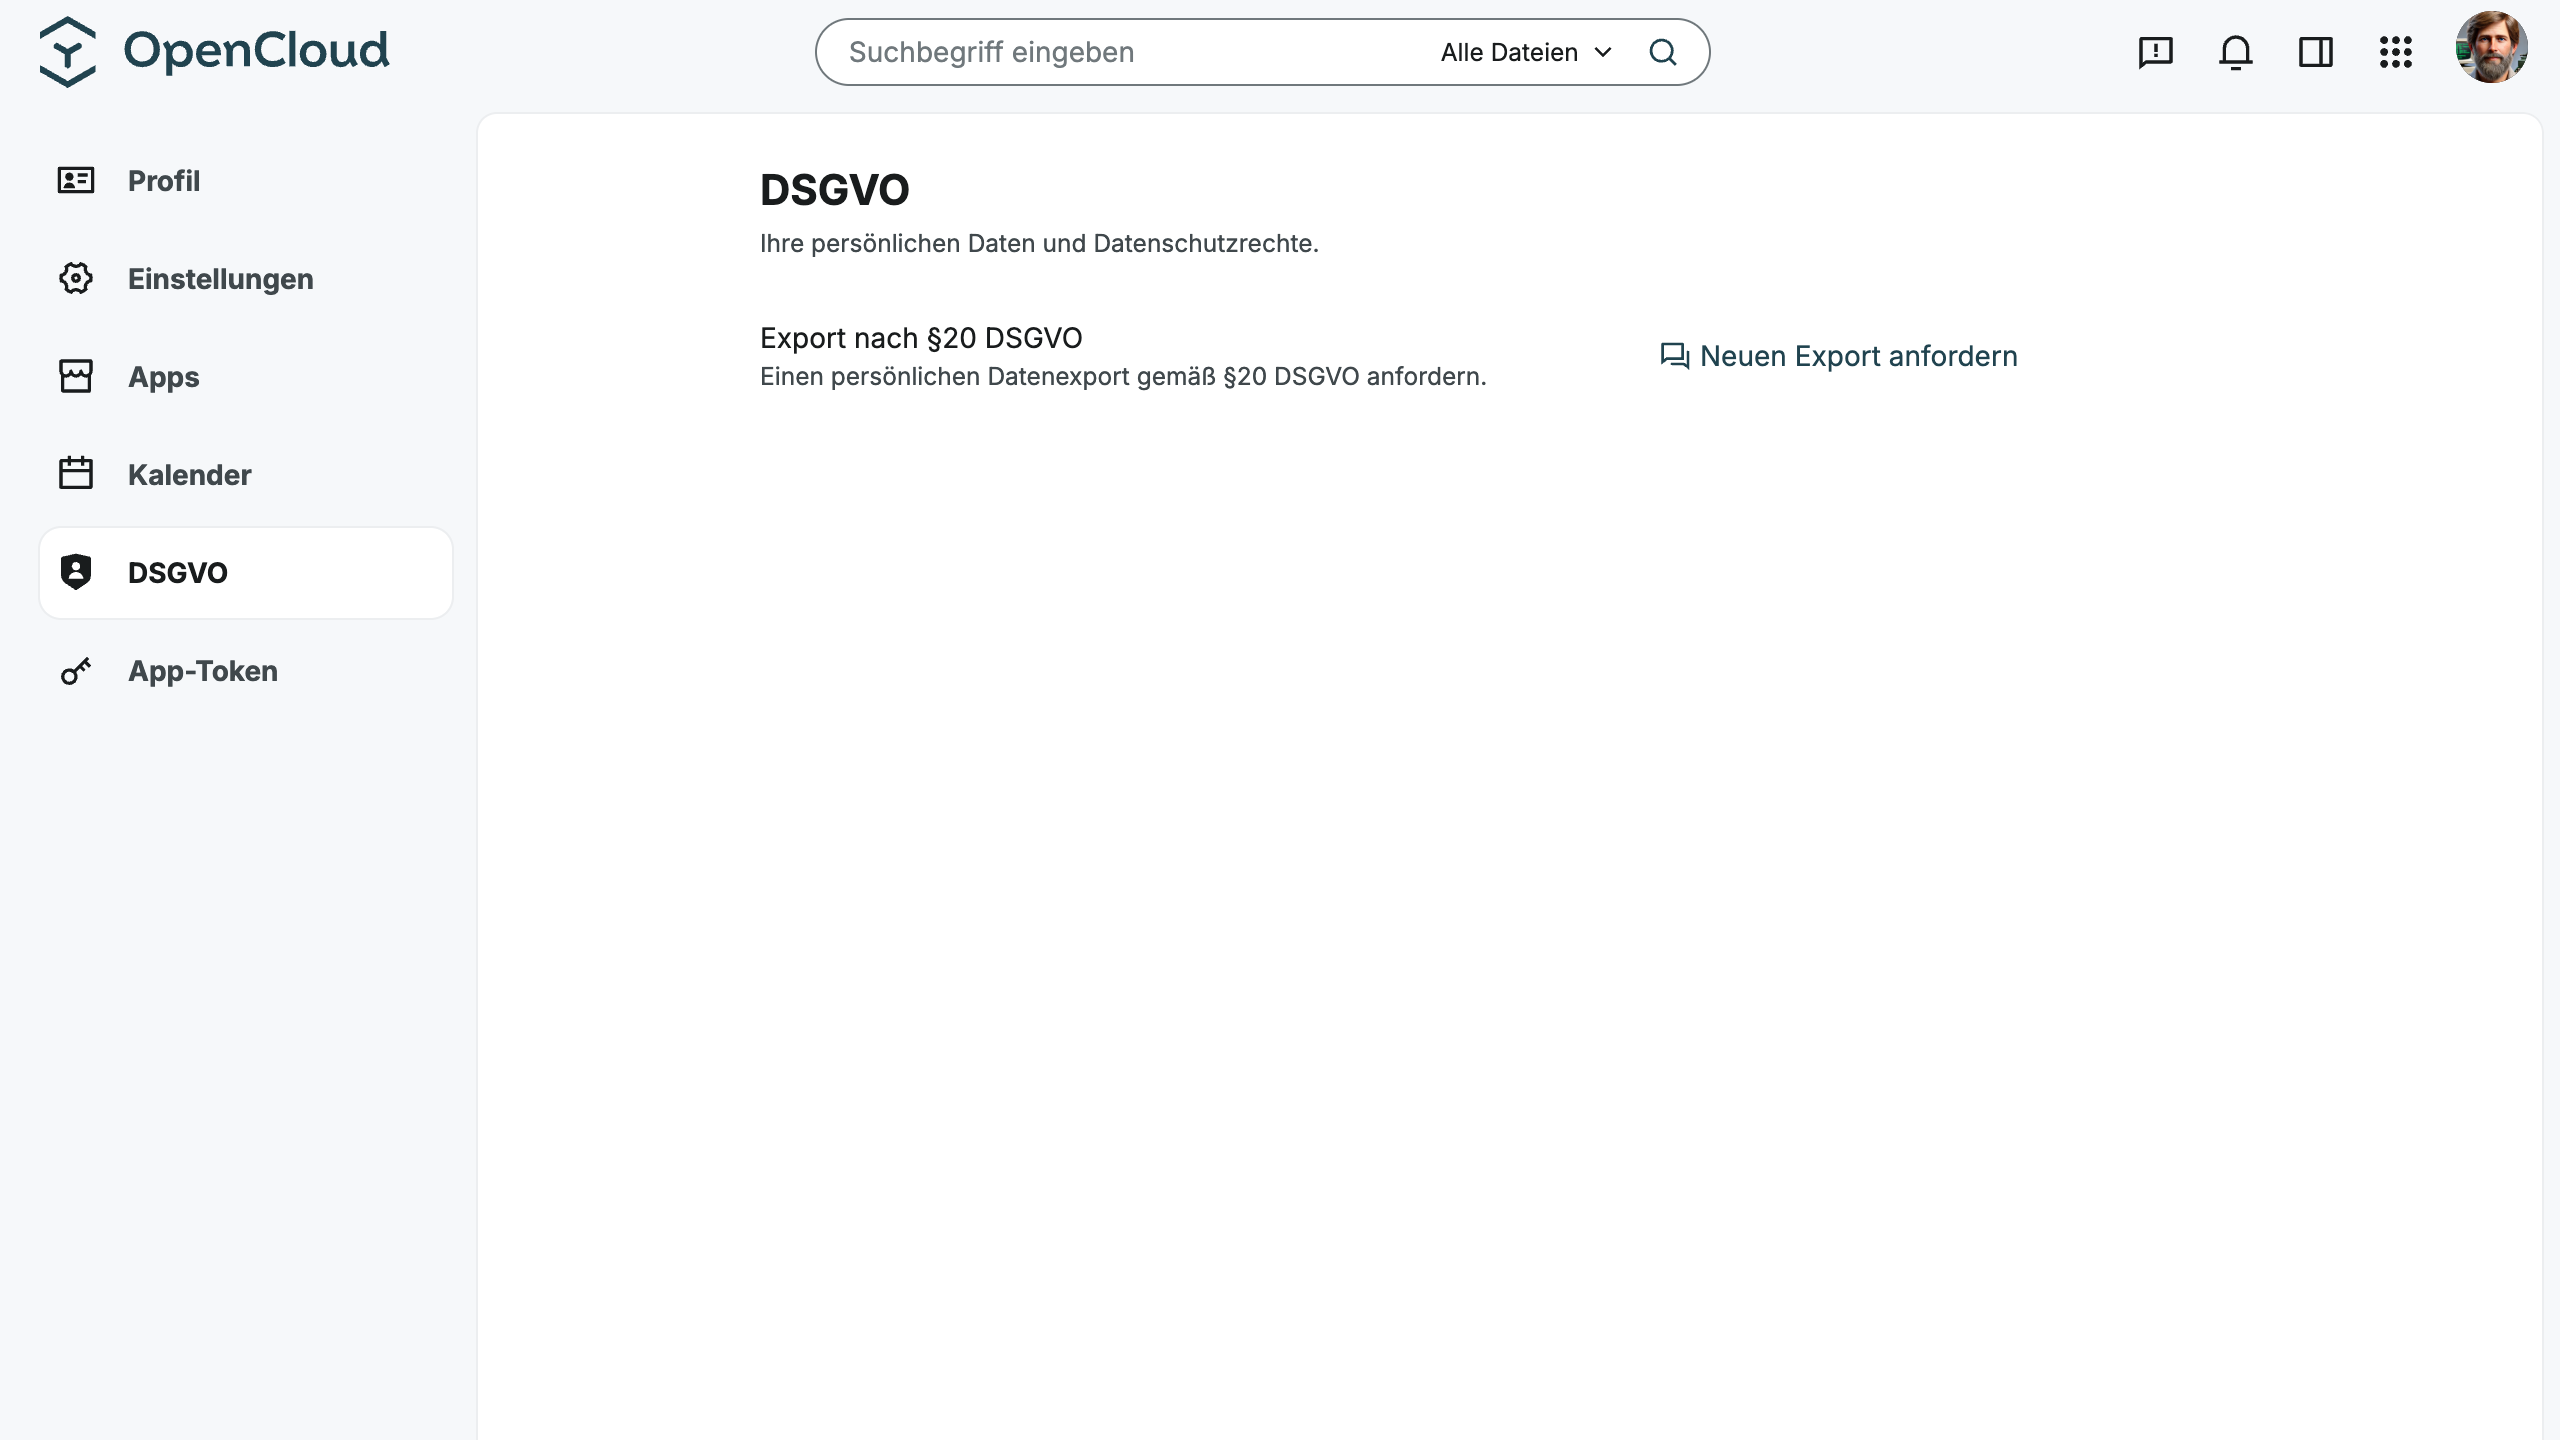 OpenCloud
Suchbegriff eingeben
Alle Dateien
Profil
Einstellungen
Apps
Kalender
DSGVO
App-Token
DSGVO
Ihre persönlichen Daten und Datenschutzrechte.
Export nach §20 DSGVO
Einen persönlichen Datenexport gemäß §20 DSGVO anfordern.
Neuen Export anfordern